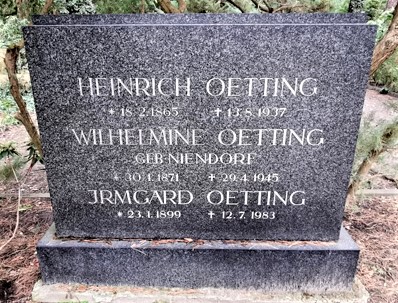 HEINRICH OETTING
* 18.2.1865 † 19.8.1937
WILHELMINE OETTING
GEB·NIENDORF
* 30.1.1871 † 29.4.1945
JRMGARD OETTING
* 23.1.1899 † 12.7.1983